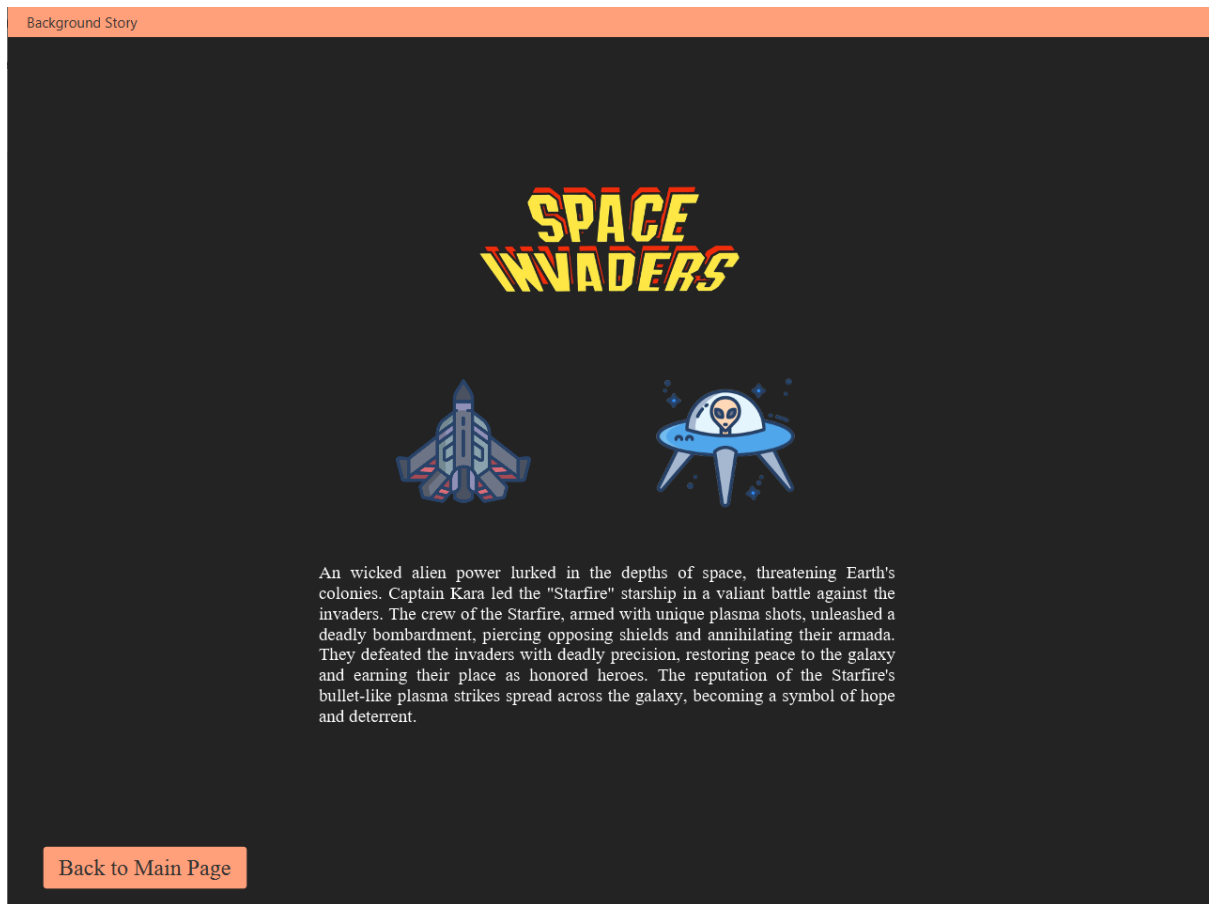 Background Story
SPACE
INVADERS
An wicked alien power lurked in the depths of space, threatening Earth's
colonies. Captain Kara led the "Starfire" starship in a valiant battle against the
invaders. The crew of the Starfire, armed with unique plasma shots, unleashed a
deadly bombardment, piercing opposing shields and annihilating their armada.
They defeated the invaders with deadly precision, restoring peace to the galaxy
and earning their place as honored heroes. The reputation of the Starfire's
bullet-like plasma strikes spread across the galaxy, becoming a symbol of hope
and deterrent.
Back to Main Page